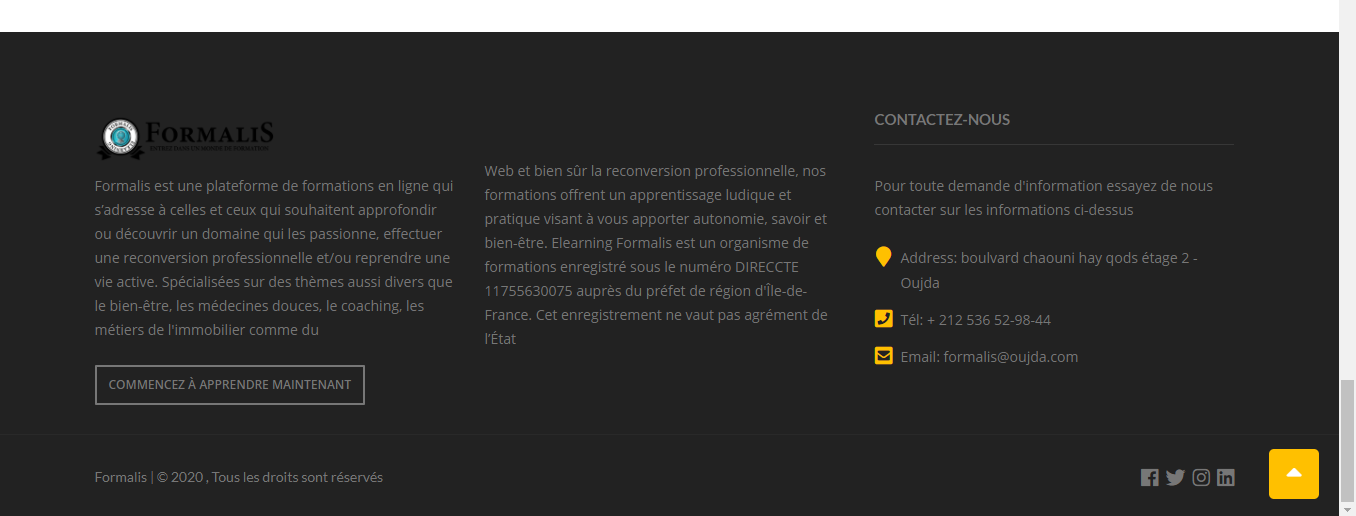 FORMALIS
ENTREZ DANS UN MONDE DE FORMATION
Formalis est une plateforme de formations en ligne qui
s’adresse à celles et ceux qui souhaitent approfondir
ou découvrir un domaine qui les passionne, effectuer
une reconversion professionnelle et/ou reprendre une
vie active. Spécialisées sur des thèmes aussi divers que
le bien-être, les médecines douces, le coaching, les
métiers de l'immobilier comme du
COMMENCEZ À APPRENDRE MAINTENANT
Web et bien sûr la reconversion professionnelle, nos
formations offrent un apprentissage ludique et
pratique visant à vous apporter autonomie, savoir et
bien-être. Elearning Formalis est un organisme de
formations enregistré sous le numéro DIRECCTE
11755630075 auprès du préfet de région d’Île-de-
France. Cet enregistrement ne vaut pas agrément de
l’État
CONTACTEZ-NOUS
Pour toute demande d'information essayez de nous
contacter sur les informations ci-dessus
Address: boulvard chaouni hay qods étage 2 -
Oujda
Tél: + 212 536 52-98-44
Email: formalis@oujda.com
Formalis | © 2020 , Tous les droits sont réservés